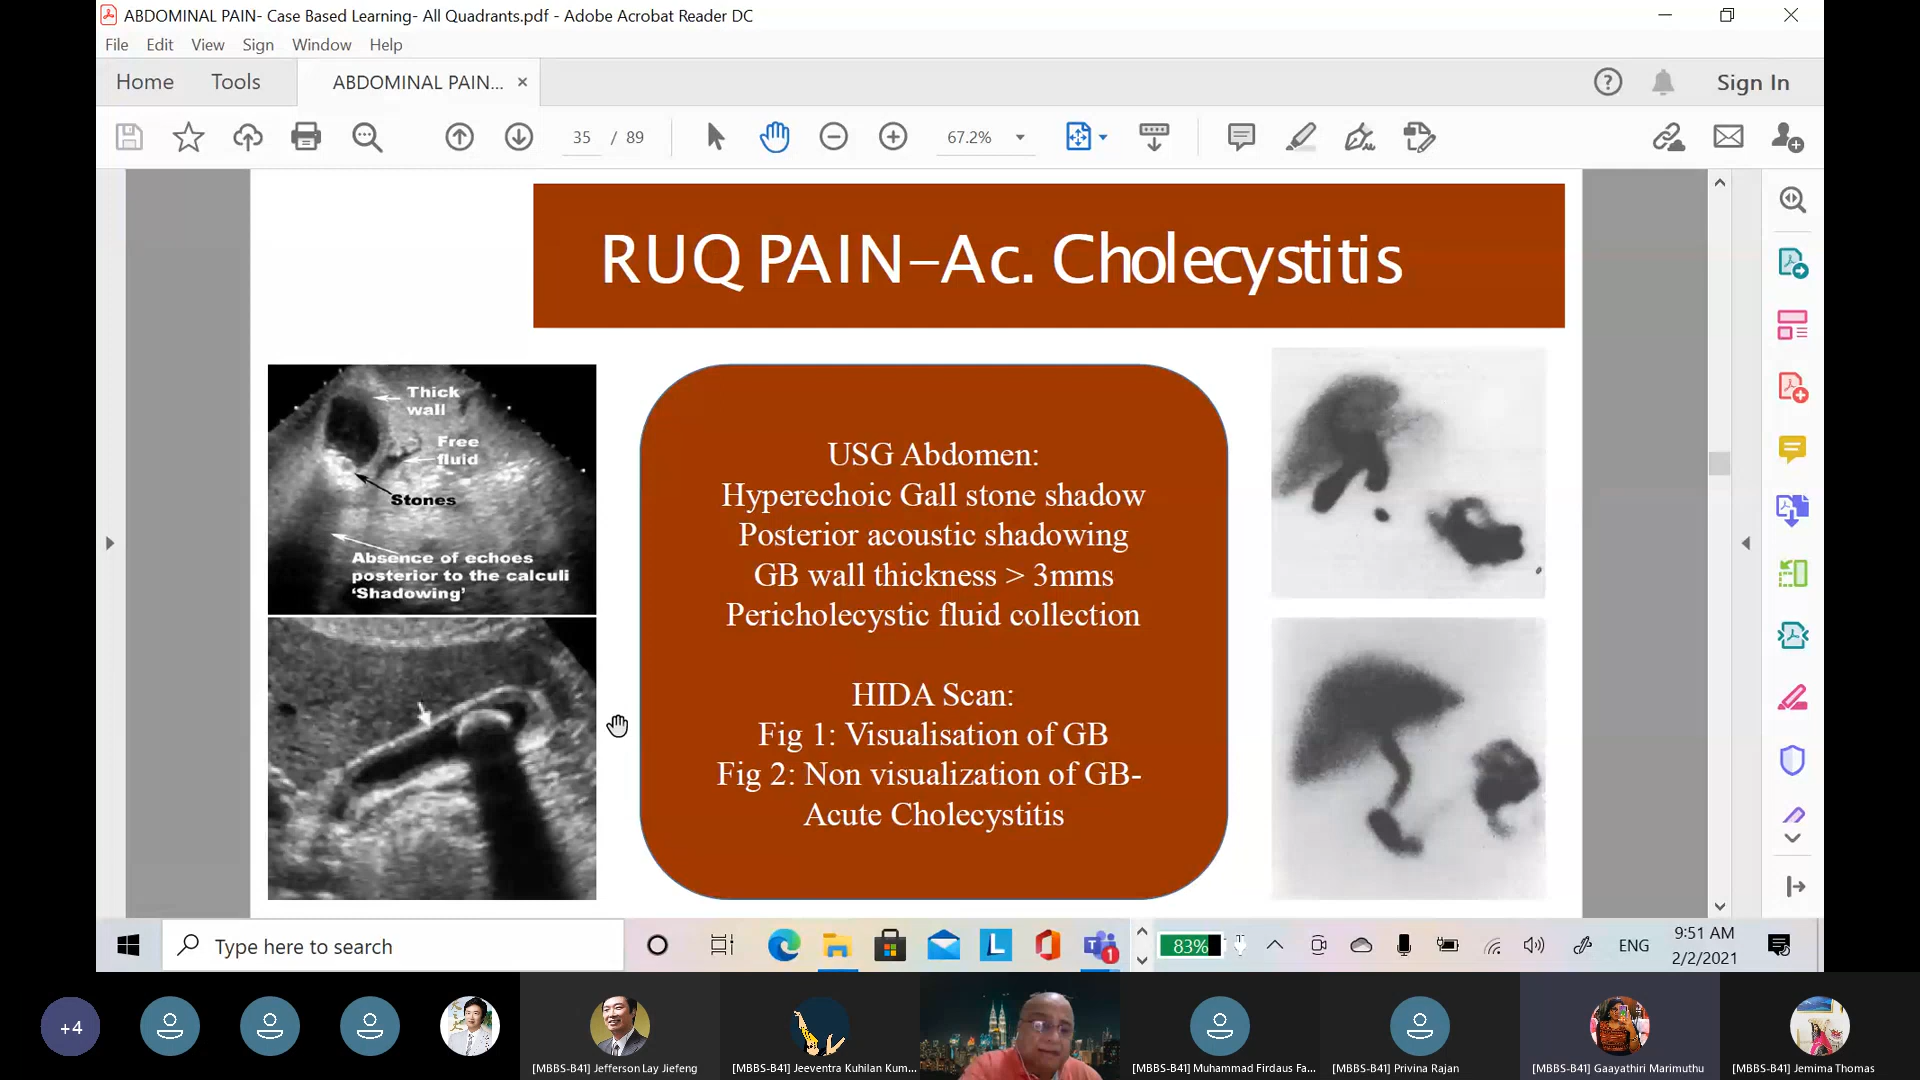 ABDOMINAL PAIN- Case Based Learning- All Quadrants.pdf - Adobe Acrobat Reader DC
File Edit View Sign Window Help
Home Tools ABDOMINAL PAIN... × Sign In
35 / 89 67.2%
RUQ PAIN–Ac. Cholecystitis
Thick
wall
Free
fluid
Stones
Absence of echoes
posterior to the calculi
'Shadowing'
USG Abdomen:
Hyperechoic Gall stone shadow
Posterior acoustic shadowing
GB wall thickness > 3mms
Pericholecystic fluid collection
HIDA Scan:
Fig 1: Visualisation of GB
Fig 2: Non visualization of GB-
Acute Cholecystitis
Type here to search
L
1
83%
ENG
9:51 AM
2/2/2021
+4
[MBBS-B41] Jefferson Lay Jiefeng
[MBBS-B41] Jeeventra Kuhilan Kum...
[MBBS-B41] Muhammad Firdaus Fa...
[MBBS-B41] Privina Rajan
[MBBS-B41] Gaayathiri Marimuthu
[MBBS-B41] Jemima Thomas